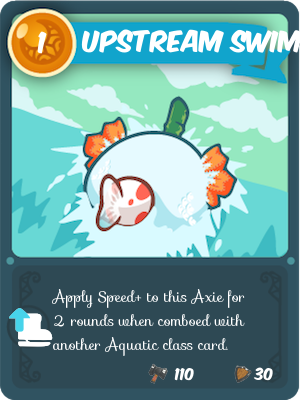 1
UPSTREAM SWIM
Apply Speed+ to this Axie for
2 rounds when comboed with
another Aquatic class card.
110 30